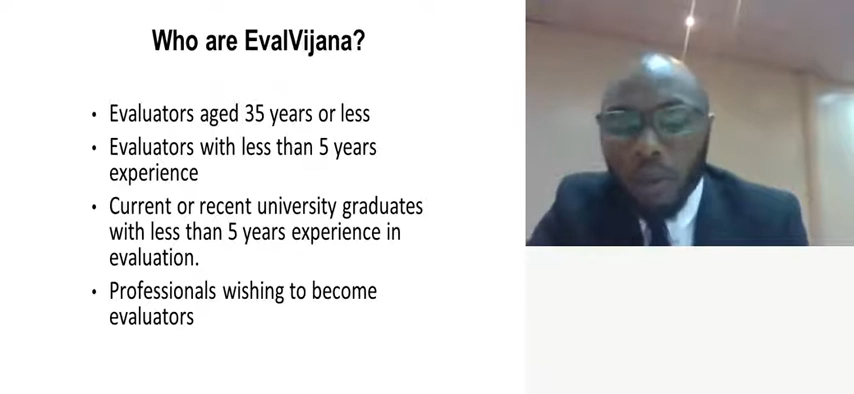 Who are EvalVijana?
• Evaluators aged 35 years or less
• Evaluators with less than 5 years
experience
• Current or recent university graduates
with less than 5 years experience in
evaluation.
• Professionals wishing to become
evaluators